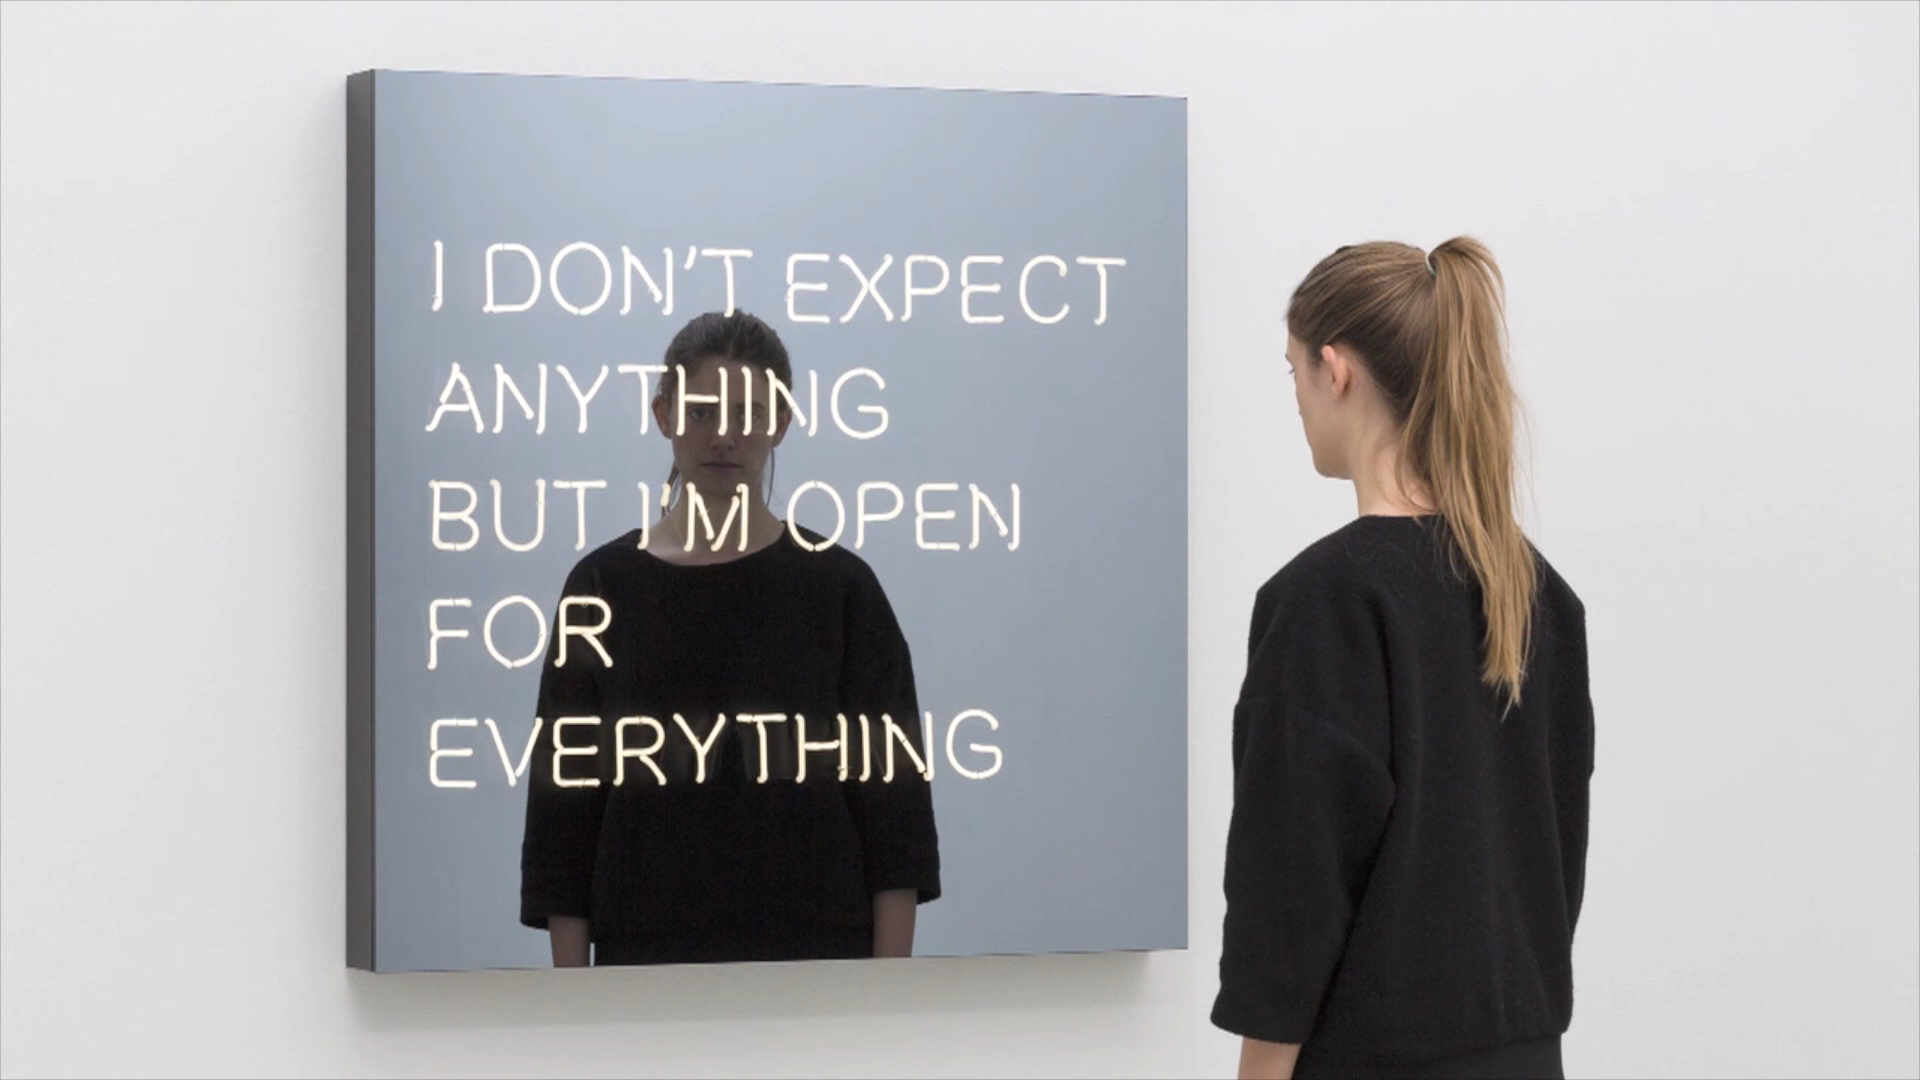 I DON'T EXPECT
ANYTHING
BUT I'M OPEN
FOR
EVERYTHING